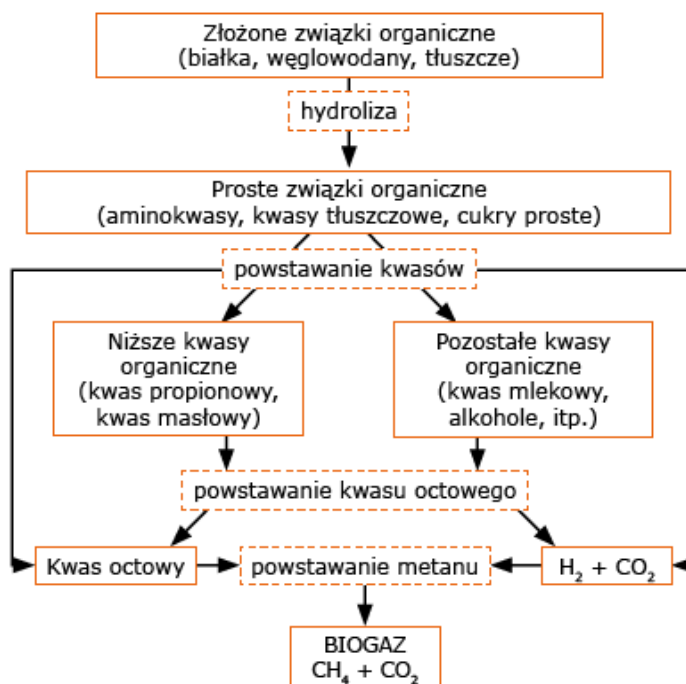 Złożone związki organiczne
(białka, węglowodany, tłuszcze)
hydroliza
Proste związki organiczne
(aminokwasy, kwasy tłuszczowe, cukry proste)
powstawanie kwasów
Niższe kwasy
organiczne
(kwas propionowy,
kwas masłowy)
Pozostałe kwasy
organiczne
(kwas mlekowy,
alkohole, itp.)
powstawanie kwasu octowego
Kwas octowy
powstawanie metanu
H₂ + CO₂
BIOGAZ
CH₄ + CO₂